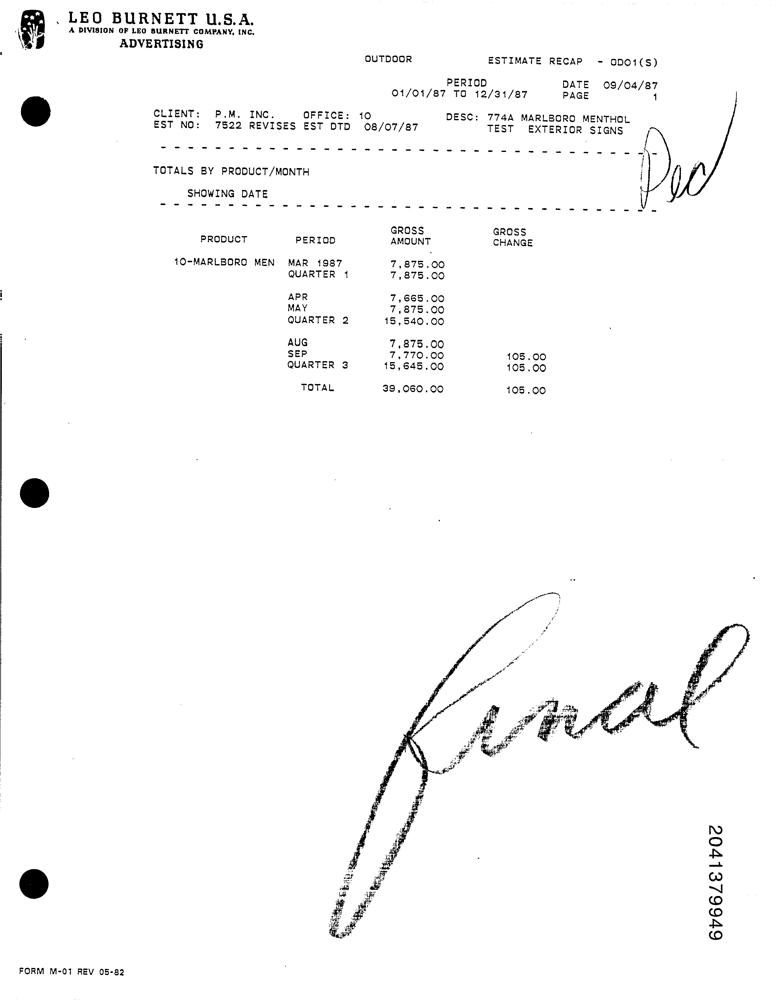 LEO BURNETT U.S.A.
A DIVISION OF LEO BURNETT COMPANY, INC.
ADVERTISING
OUTDOOR ESTIMATE RECAP - OD01(S)
PERIOD DATE 09/04/87
01/01/87 TO 12/31/87 PAGE 1
CLIENT: P.M. INC. OFFICE: 10 DESC: 774A MARLBORO MENTHOL
EST NO: 7522 REVISES EST DTD 08/07/87 TEST EXTERIOR SIGNS
TOTALS BY PRODUCT/MONTH
SHOWING DATE
GROSS GROSS
PRODUCT PERIOD AMOUNT CHANGE
10-MARLBORO MEN MAR 1987 7,875.00
QUARTER 1 7,875.00
APR 7,665.00
MAY 7,875.00
QUARTER 2 15,540.00
AUG 7,875.00
SEP 7,770.00 105.00
QUARTER 3 15,645.00 105.00
TOTAL 39,060.00 105.00
final
2041379949
FORM M-01 REV 05-82